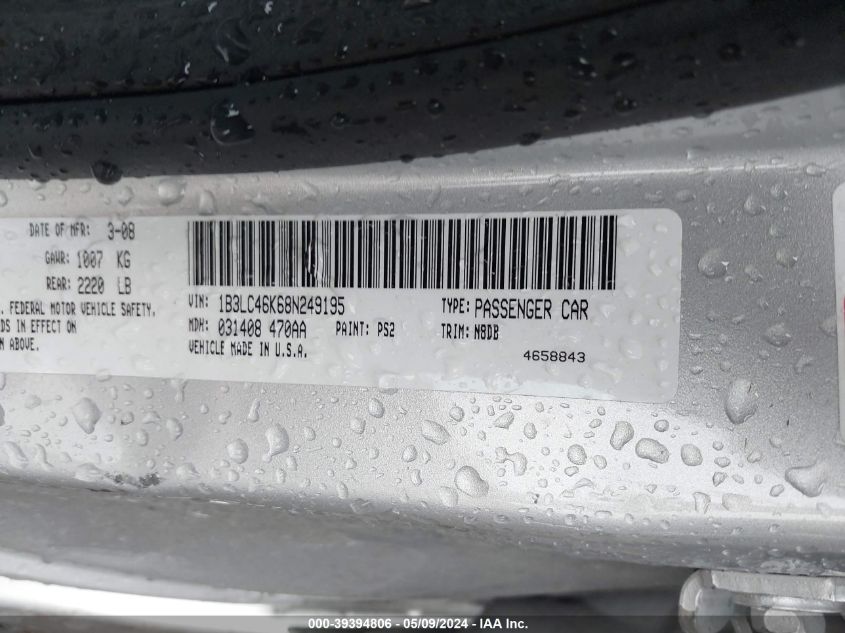 DATE OF MFR: 3-08
GAWR: 1007 KG
REAR: 2220 LB
. FEDERAL MOTOR VEHICLE SAFETY.
DS IN EFFECT ON
N ABOVE.
VIN: 1B3LC46K68N249195 TYPE: PASSENGER CAR
MDH: 031408 470AA PAINT: PS2 TRIM: N8DB
VEHICLE MADE IN U.S.A.
4658843
000-39394806 - 05/09/2024 - IAA Inc.